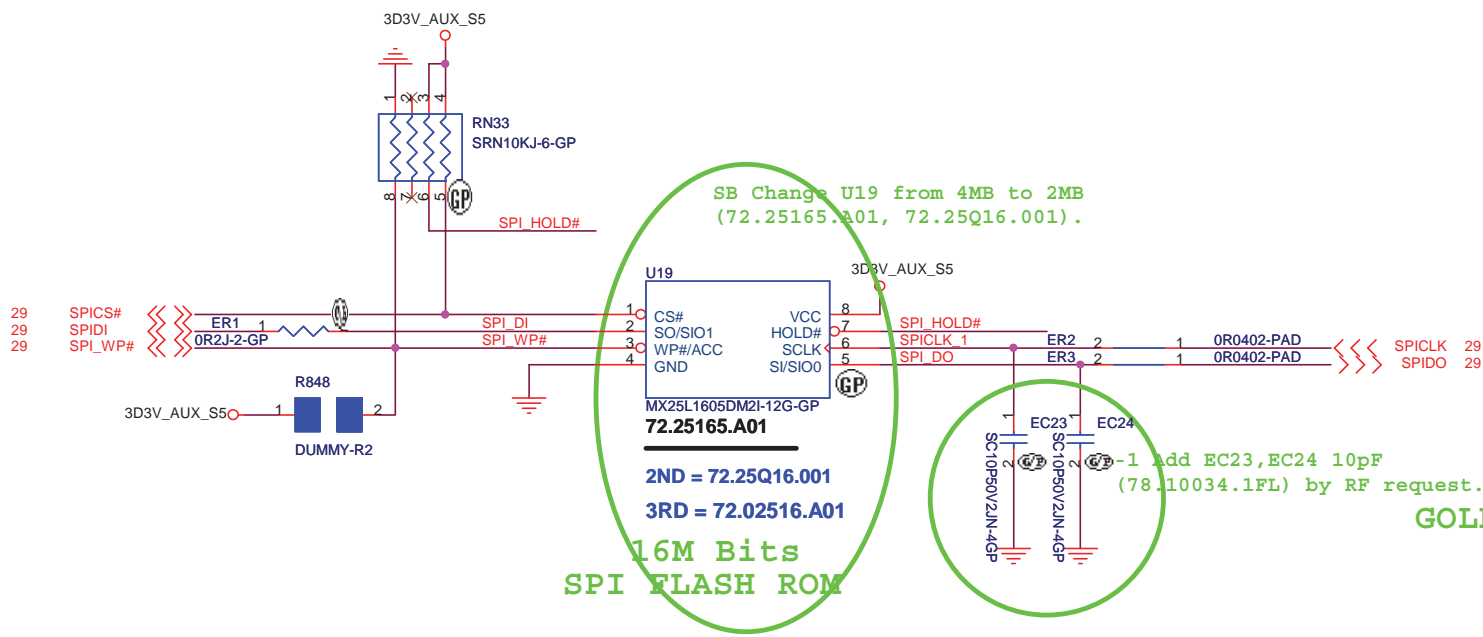 3D3V_AUX_S5
1 2 3 4
RN33
SRN10KJ-6-GP
8 7 6 5
GP
SPI_HOLD#
SB Change U19 from 4MB to 2MB
(72.25165.A01, 72.25Q16.001).
3D3V_AUX_S5
U19
29 SPICS#
29 SPIDI
29 SPI_WP#
ER1 1
0R2J-2-GP
SPI_DI
SPI_WP#
1 CS#
2 SO/SIO1
3 WP#/ACC
4 GND
VCC 8
HOLD# 7
SCLK 6
SI/SIO0 5
SPI_HOLD#
SPICLK_1
SPI_DO
ER2 2 1 0R0402-PAD
ER3 2 1 0R0402-PAD
SPICLK 29
SPIDO 29
GP
R848
3D3V_AUX_S5 1 2
DUMMY-R2
MX25L1605DM2I-12G-GP
72.25165.A01
2ND = 72.25Q16.001
3RD = 72.02516.A01
16M Bits
SPI FLASH ROM
1 EC23
2
SC10P50V2JN-4GP
1 EC24
2
SC10P50V2JN-4GP
-1 Add EC23,EC24 10pF
(78.10034.1FL) by RF request.
GOLD